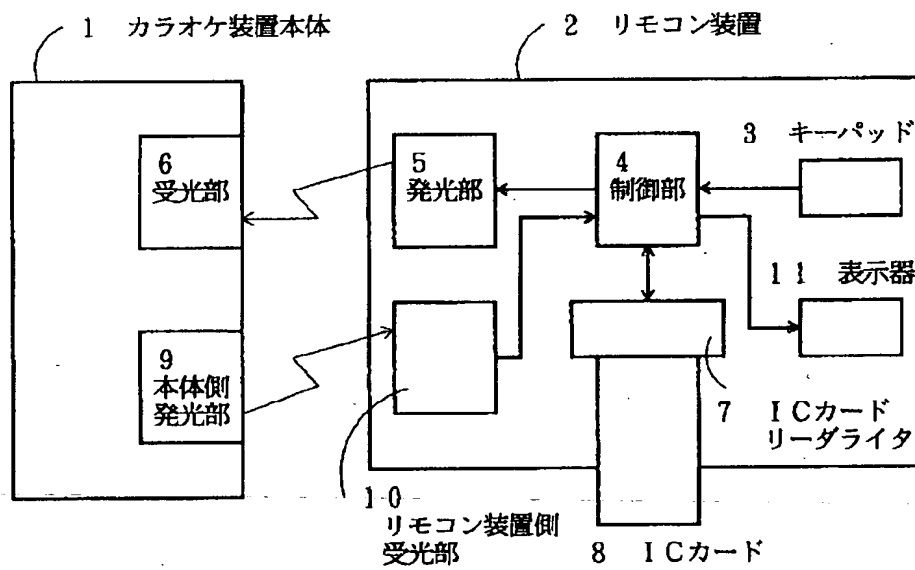 1 カラオケ装置本体
2 リモコン装置
3 キーパッド
6
受光部
5
発光部
4
制御部
11 表示器
9
本体側
発光部
7 ICカード
リーダライタ
10
リモコン装置側
受光部
8 ICカード